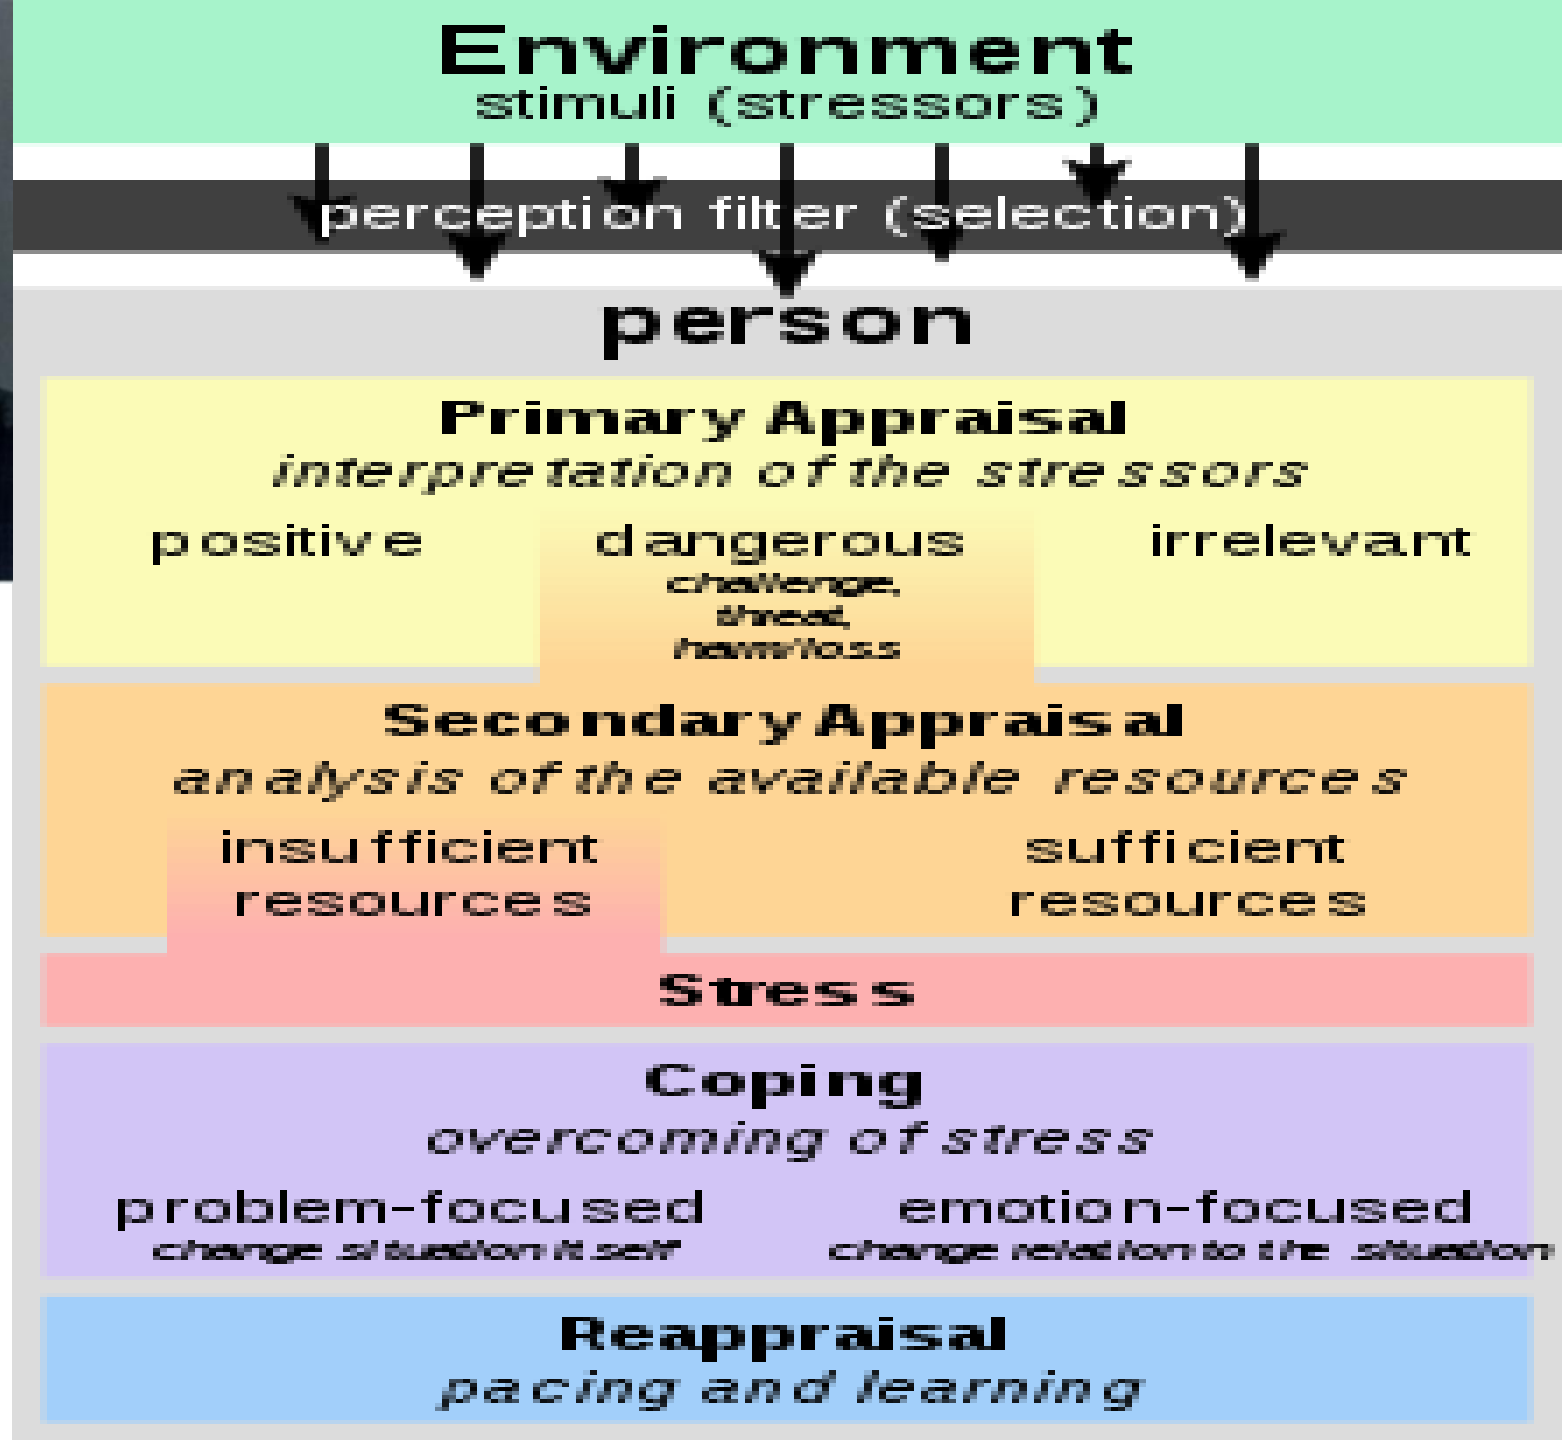 Environment
stimuli (stressors)
perception filter (selection)
person
Primary Appraisal
interpretation of the stressors
positive dangerous irrelevant
challenge,
threat,
harm/loss
Secondary Appraisal
analysis of the available resources
insufficient sufficient
resources resources
Stress
Coping
overcoming of stress
problem-focused emotion-focused
change situation itself change relation to the situation
Reappraisal
pacing and learning